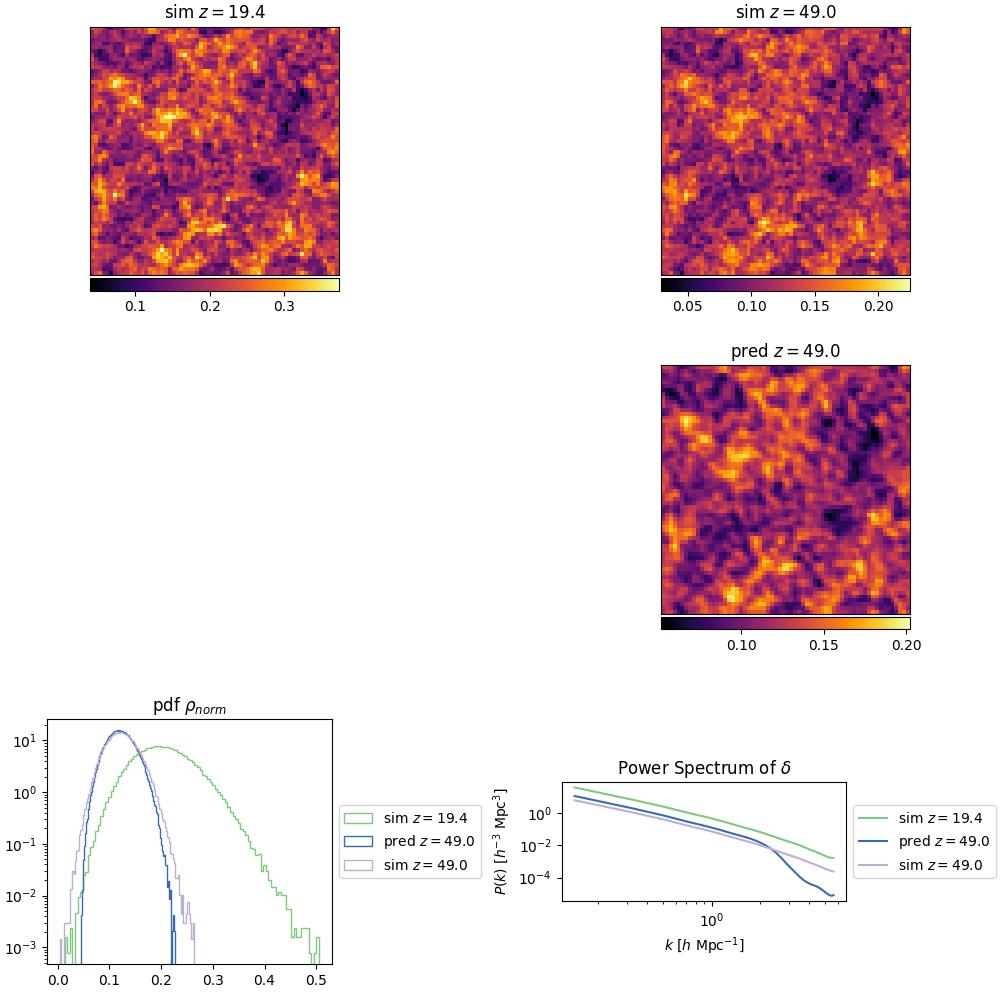 sim z = 19.4
sim z = 49.0
0.1 0.2 0.3
0.05 0.10 0.15 0.20
pred z = 49.0
0.10 0.15 0.20
pdf ρnorm
10¹
10⁰
10⁻¹
10⁻²
10⁻³
0.0 0.1 0.2 0.3 0.4 0.5
sim z = 19.4
pred z = 49.0
sim z = 49.0
Power Spectrum of δ
P(k) [h⁻³ Mpc³]
10⁰
10⁻²
10⁻⁴
10⁰
k [h Mpc⁻¹]
sim z = 19.4
pred z = 49.0
sim z = 49.0